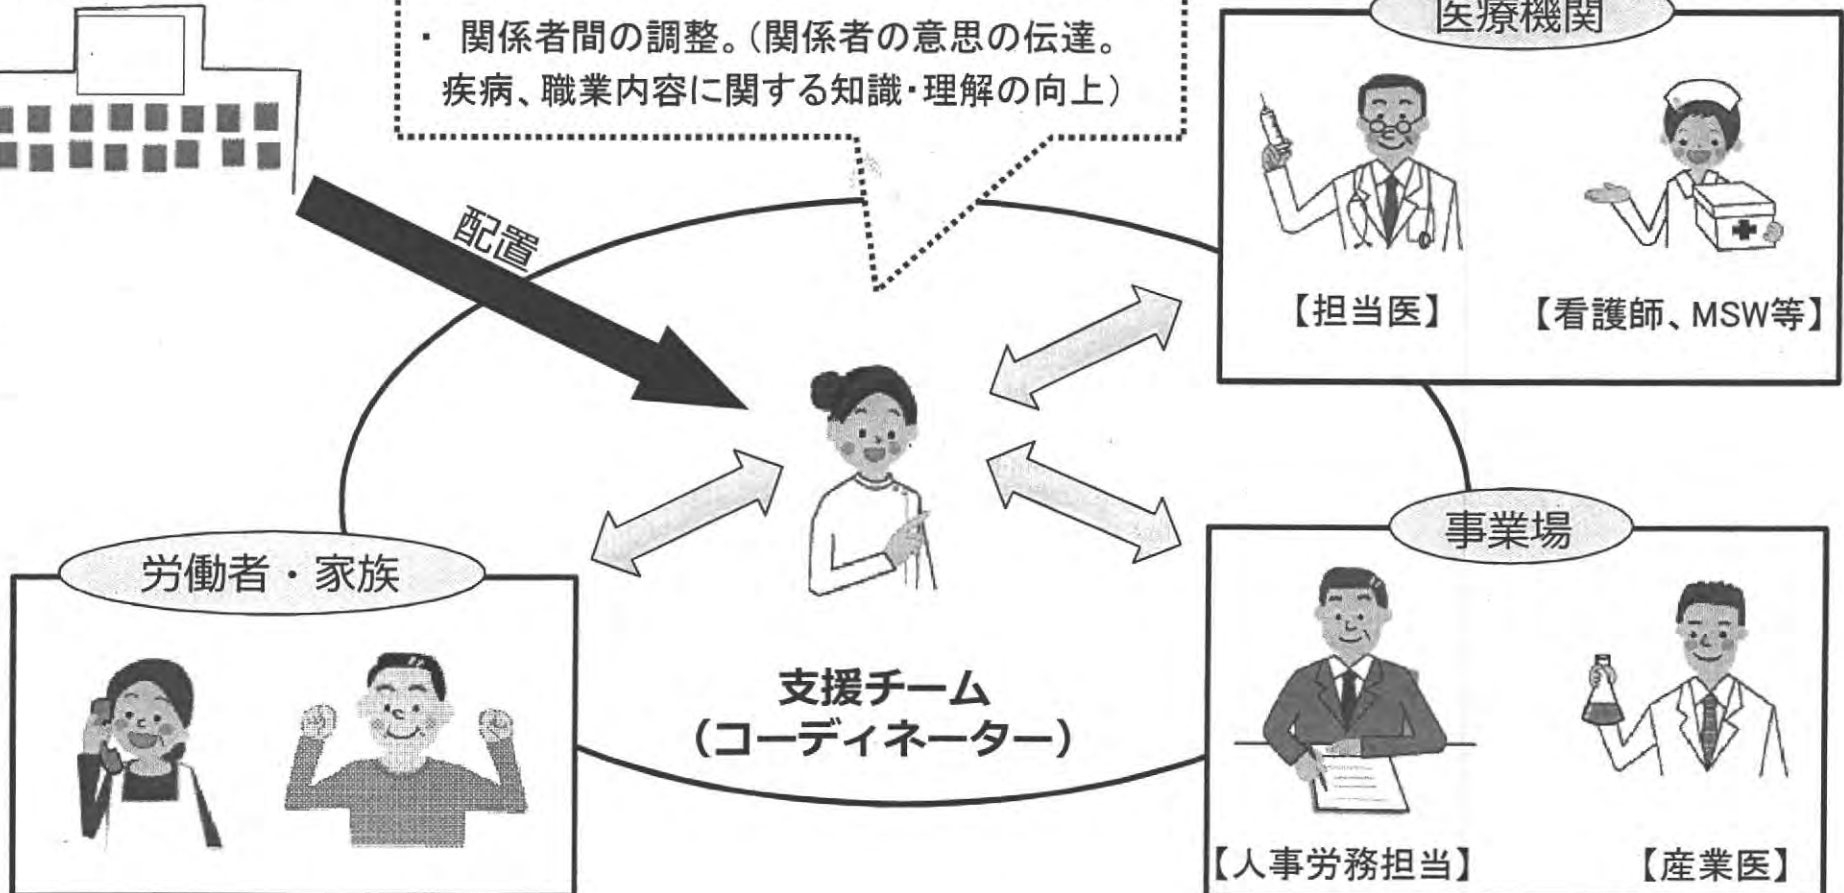 ・ 関係者間の調整。(関係者の意思の伝達。
疾病、職業内容に関する知識・理解の向上)
医療機関
配置
【担当医】
【看護師、MSW等】
労働者・家族
事業場
支援チーム
(コーディネーター)
【人事労務担当】
【産業医】